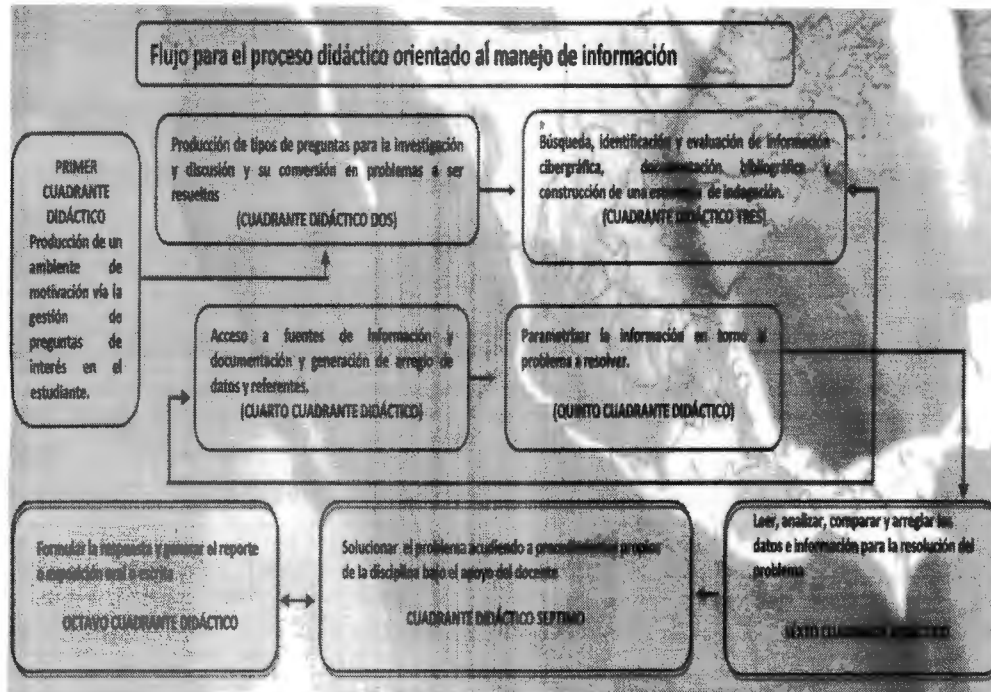 Flujo para el proceso didáctico orientado al manejo de información
PRIMER
CUADRANTE
DIDÁCTICO
Producción de un
ambiente de
motivación vía la
gestión de
preguntas de
interés en el
estudiante.
Producción de tipos de preguntas para la investigación
y discusión y su conversión en problemas a ser
resueltos
(CUADRANTE DIDÁCTICO DOS)
Búsqueda, identificación y evaluación de información
cibergráfica, documentación bibliográfica y
construcción de una estrategia de indagación.
(CUADRANTE DIDÁCTICO TRES)
Acceso a fuentes de información y
documentación y generación de arreglo de
datos y referentes.
(CUARTO CUADRANTE DIDÁCTICO)
Parametrizar la información en torno al
problema a resolver.
(QUINTO CUADRANTE DIDÁCTICO)
Leer, analizar, comparar y arreglar los
datos e información para la resolución del
problema
SEXTO CUADRANTE DIDÁCTICO
Solucionar el problema acudiendo a procedimientos propios
de la disciplina bajo el apoyo del docente
CUADRANTE DIDÁCTICO SEPTIMO
Formular la respuesta y generar el reporte
o exposición oral o escrita
OCTAVO CUADRANTE DIDÁCTICO